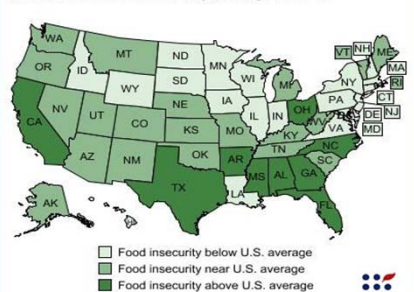 WA
MT
ND
MN
VT
NH
ME
OR
ID
SD
WI
MI
NY
MA
RI
WY
IA
PA
CT
NV
NE
IL
IN
OH
NJ
CA
UT
CO
KS
MO
WV
VA
DE
MD
KY
AZ
NM
OK
AR
TN
NC
SC
TX
MS
AL
GA
LA
FL
AK
Food insecurity below U.S. average
Food insecurity near U.S. average
Food insecurity above U.S. average